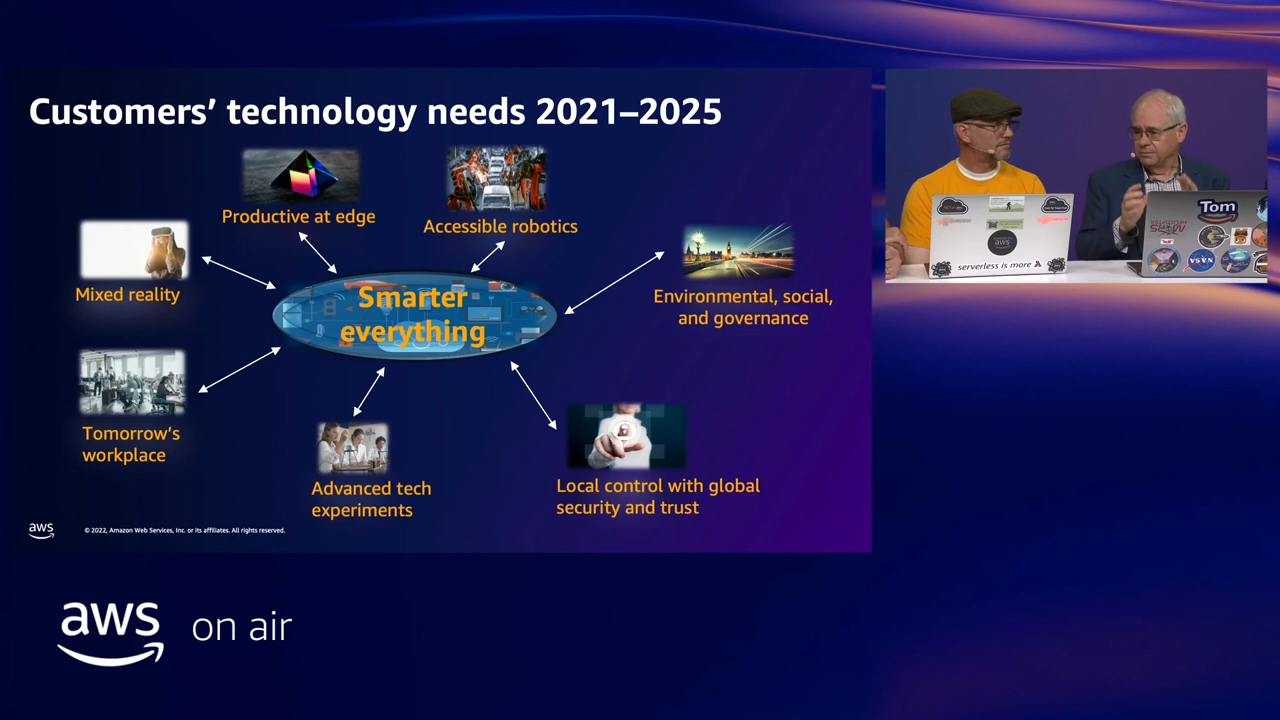 Customers’ technology needs 2021–2025
Productive at edge
Accessible robotics
Mixed reality
Smarter
everything
Environmental, social,
and governance
Tomorrow’s
workplace
Advanced tech
experiments
Local control with global
security and trust
aws
© 2022, Amazon Web Services, Inc. or its affiliates. All rights reserved.
aws
serverless is more
Tom
VSVN
aws on air